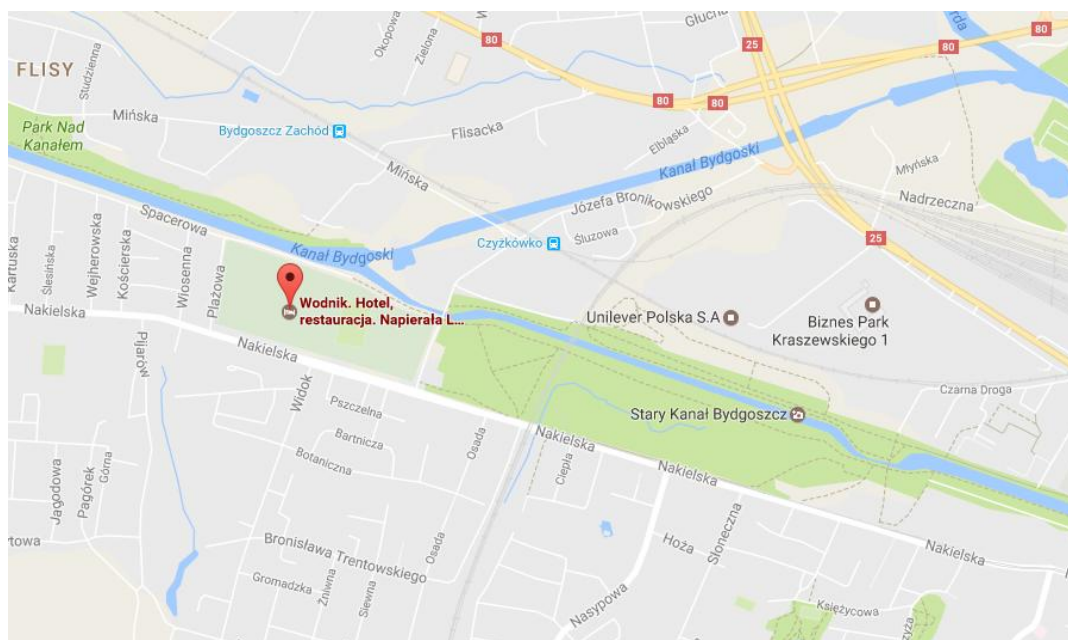 Głucha
80
80
25
80
80
80
FLISY
Studzienna
Okopowa
Zielona
Mińska
Bydgoszcz Zachód
Flisacka
Elbląska
Park Nad
Kanałem
Mińska
Kanał Bydgoski
Młyńska
Nadrzeczna
Józefa Bronikowskiego
Śluzowa
Czyżkówko
25
Spacerowa
Kanał Bydgoski
Kartuska
Ślesińska
Wejherowska
Kościerska
Wiosenna
Plażowa
Nakielska
Wodnik. Hotel,
restauracja. Napierała L...
Unilever Polska S.A
Biznes Park
Kraszewskiego 1
Pijarów
Nakielska
Widok
Pszczelna
Bartnicza
Botaniczna
Osada
Nakielska
Ciepła
Stary Kanał Bydgoszcz
Czarna Droga
Nakielska
Jagodowa
Pagórek
Górna
Hoża
Słoneczna
Nakielska
Bronisława Trentowskiego
Osada
Gromadzka
Żniwna
Siewna
Nasypowa
Księżycowa